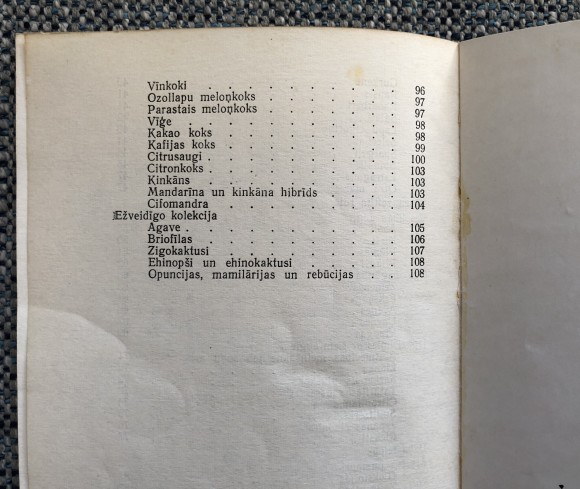 Vīnkoki . . . . . . . . . 96
Ozollapu meloņkoks . . . . . . 97
Parastais meloņkoks . . . . . . 97
Vīģe . . . . . . . . . 98
Kakao koks . . . . . . . . 98
Kafijas koks . . . . . . . 99
Citrusaugi . . . . . . . . 100
Citronkoks . . . . . . . . 103
Kinkāns . . . . . . . . 103
Mandarīna un kinkāna hibrīds . . . 103
Cifomandra . . . . . . . . 104
Ežveidīgo kolekcija
Agave . . . . . . . . . 105
Briofīlas . . . . . . . . 106
Zigokaktusi . . . . . . . 107
Ehinopši un ehinokaktusi . . . . 108
Opuncijas, mamilārijas un rebūcijas . . 108